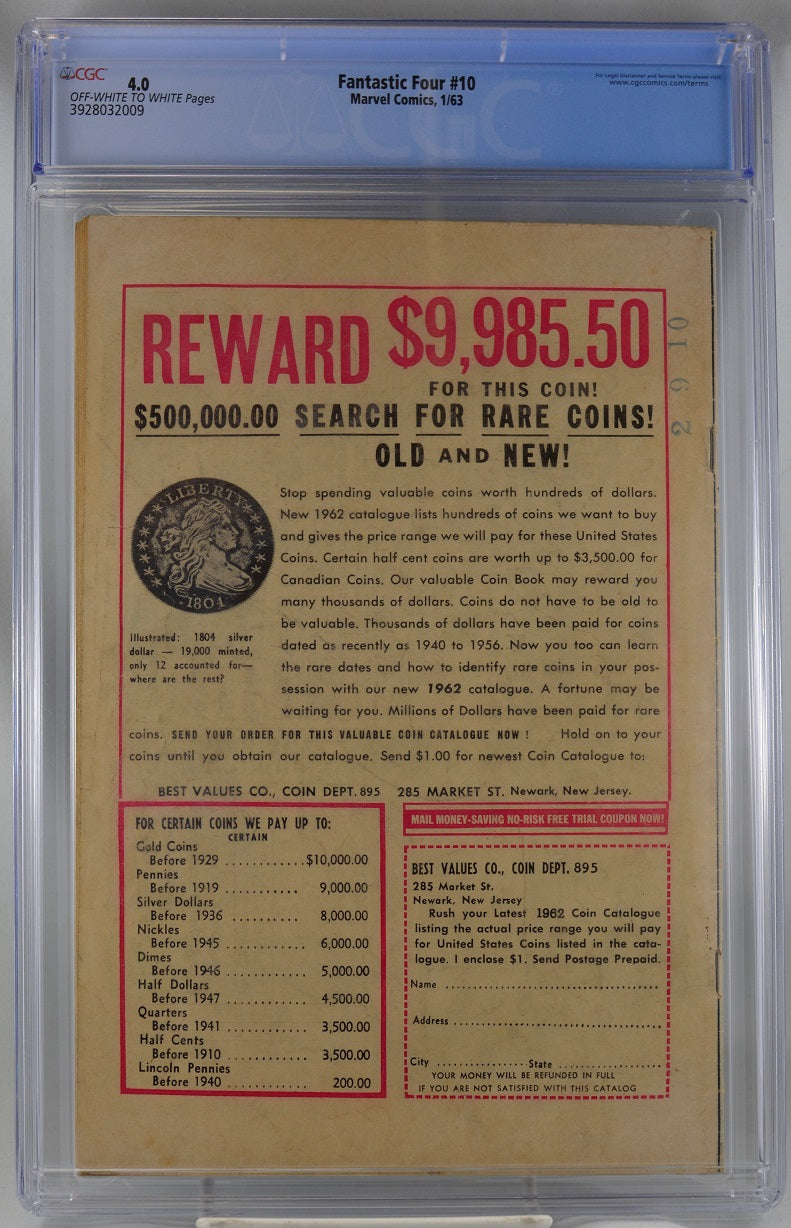 CGC
4.0
OFF-WHITE TO WHITE Pages
3928032009
Fantastic Four #10
Marvel Comics, 1/63
For Legal Disclaimer and Service Terms please visit:
www.cgccomics.com/terms
CGC
REWARD $9,985.50
FOR THIS COIN!
$500,000.00 SEARCH FOR RARE COINS!
OLD AND NEW!
2 9 10
LIBERTY
1804
Illustrated: 1804 silver
dollar — 19,000 minted,
only 12 accounted for—
where are the rest?
Stop spending valuable coins worth hundreds of dollars.
New 1962 catalogue lists hundreds of coins we want to buy
and gives the price range we will pay for these United States
Coins. Certain half cent coins are worth up to $3,500.00 for
Canadian Coins. Our valuable Coin Book may reward you
many thousands of dollars. Coins do not have to be old to
be valuable. Thousands of dollars have been paid for coins
dated as recently as 1940 to 1956. Now you too can learn
the rare dates and how to identify rare coins in your pos-
session with our new 1962 catalogue. A fortune may be
waiting for you. Millions of Dollars have been paid for rare
coins. SEND YOUR ORDER FOR THIS VALUABLE COIN CATALOGUE NOW ! Hold on to your
coins until you obtain our catalogue. Send $1.00 for newest Coin Catalogue to:
BEST VALUES CO., COIN DEPT. 895 285 MARKET ST. Newark, New Jersey.
FOR CERTAIN COINS WE PAY UP TO:
CERTAIN
Gold Coins
Before 1929 ............$10,000.00
Pennies
Before 1919 ........... 9,000.00
Silver Dollars
Before 1936 .......... 8,000.00
Nickles
Before 1945 ............ 6,000.00
Dimes
Before 1946 ............ 5,000.00
Half Dollars
Before 1947 ............ 4,500.00
Quarters
Before 1941 ............ 3,500.00
Half Cents
Before 1910 ............ 3,500.00
Lincoln Pennies
Before 1940 ............ 200.00
MAIL MONEY-SAVING NO-RISK FREE TRIAL COUPON NOW!
BEST VALUES CO., COIN DEPT. 895
285 Market St.
Newark, New Jersey
Rush your Latest 1962 Coin Catalogue
listing the actual price range you will pay
for United States Coins listed in the cata-
logue. I enclose $1. Send Postage Prepaid.
Name ....................................
Address ..................................
City ................State ..................
YOUR MONEY WILL BE REFUNDED IN FULL
IF YOU ARE NOT SATISFIED WITH THIS CATALOG